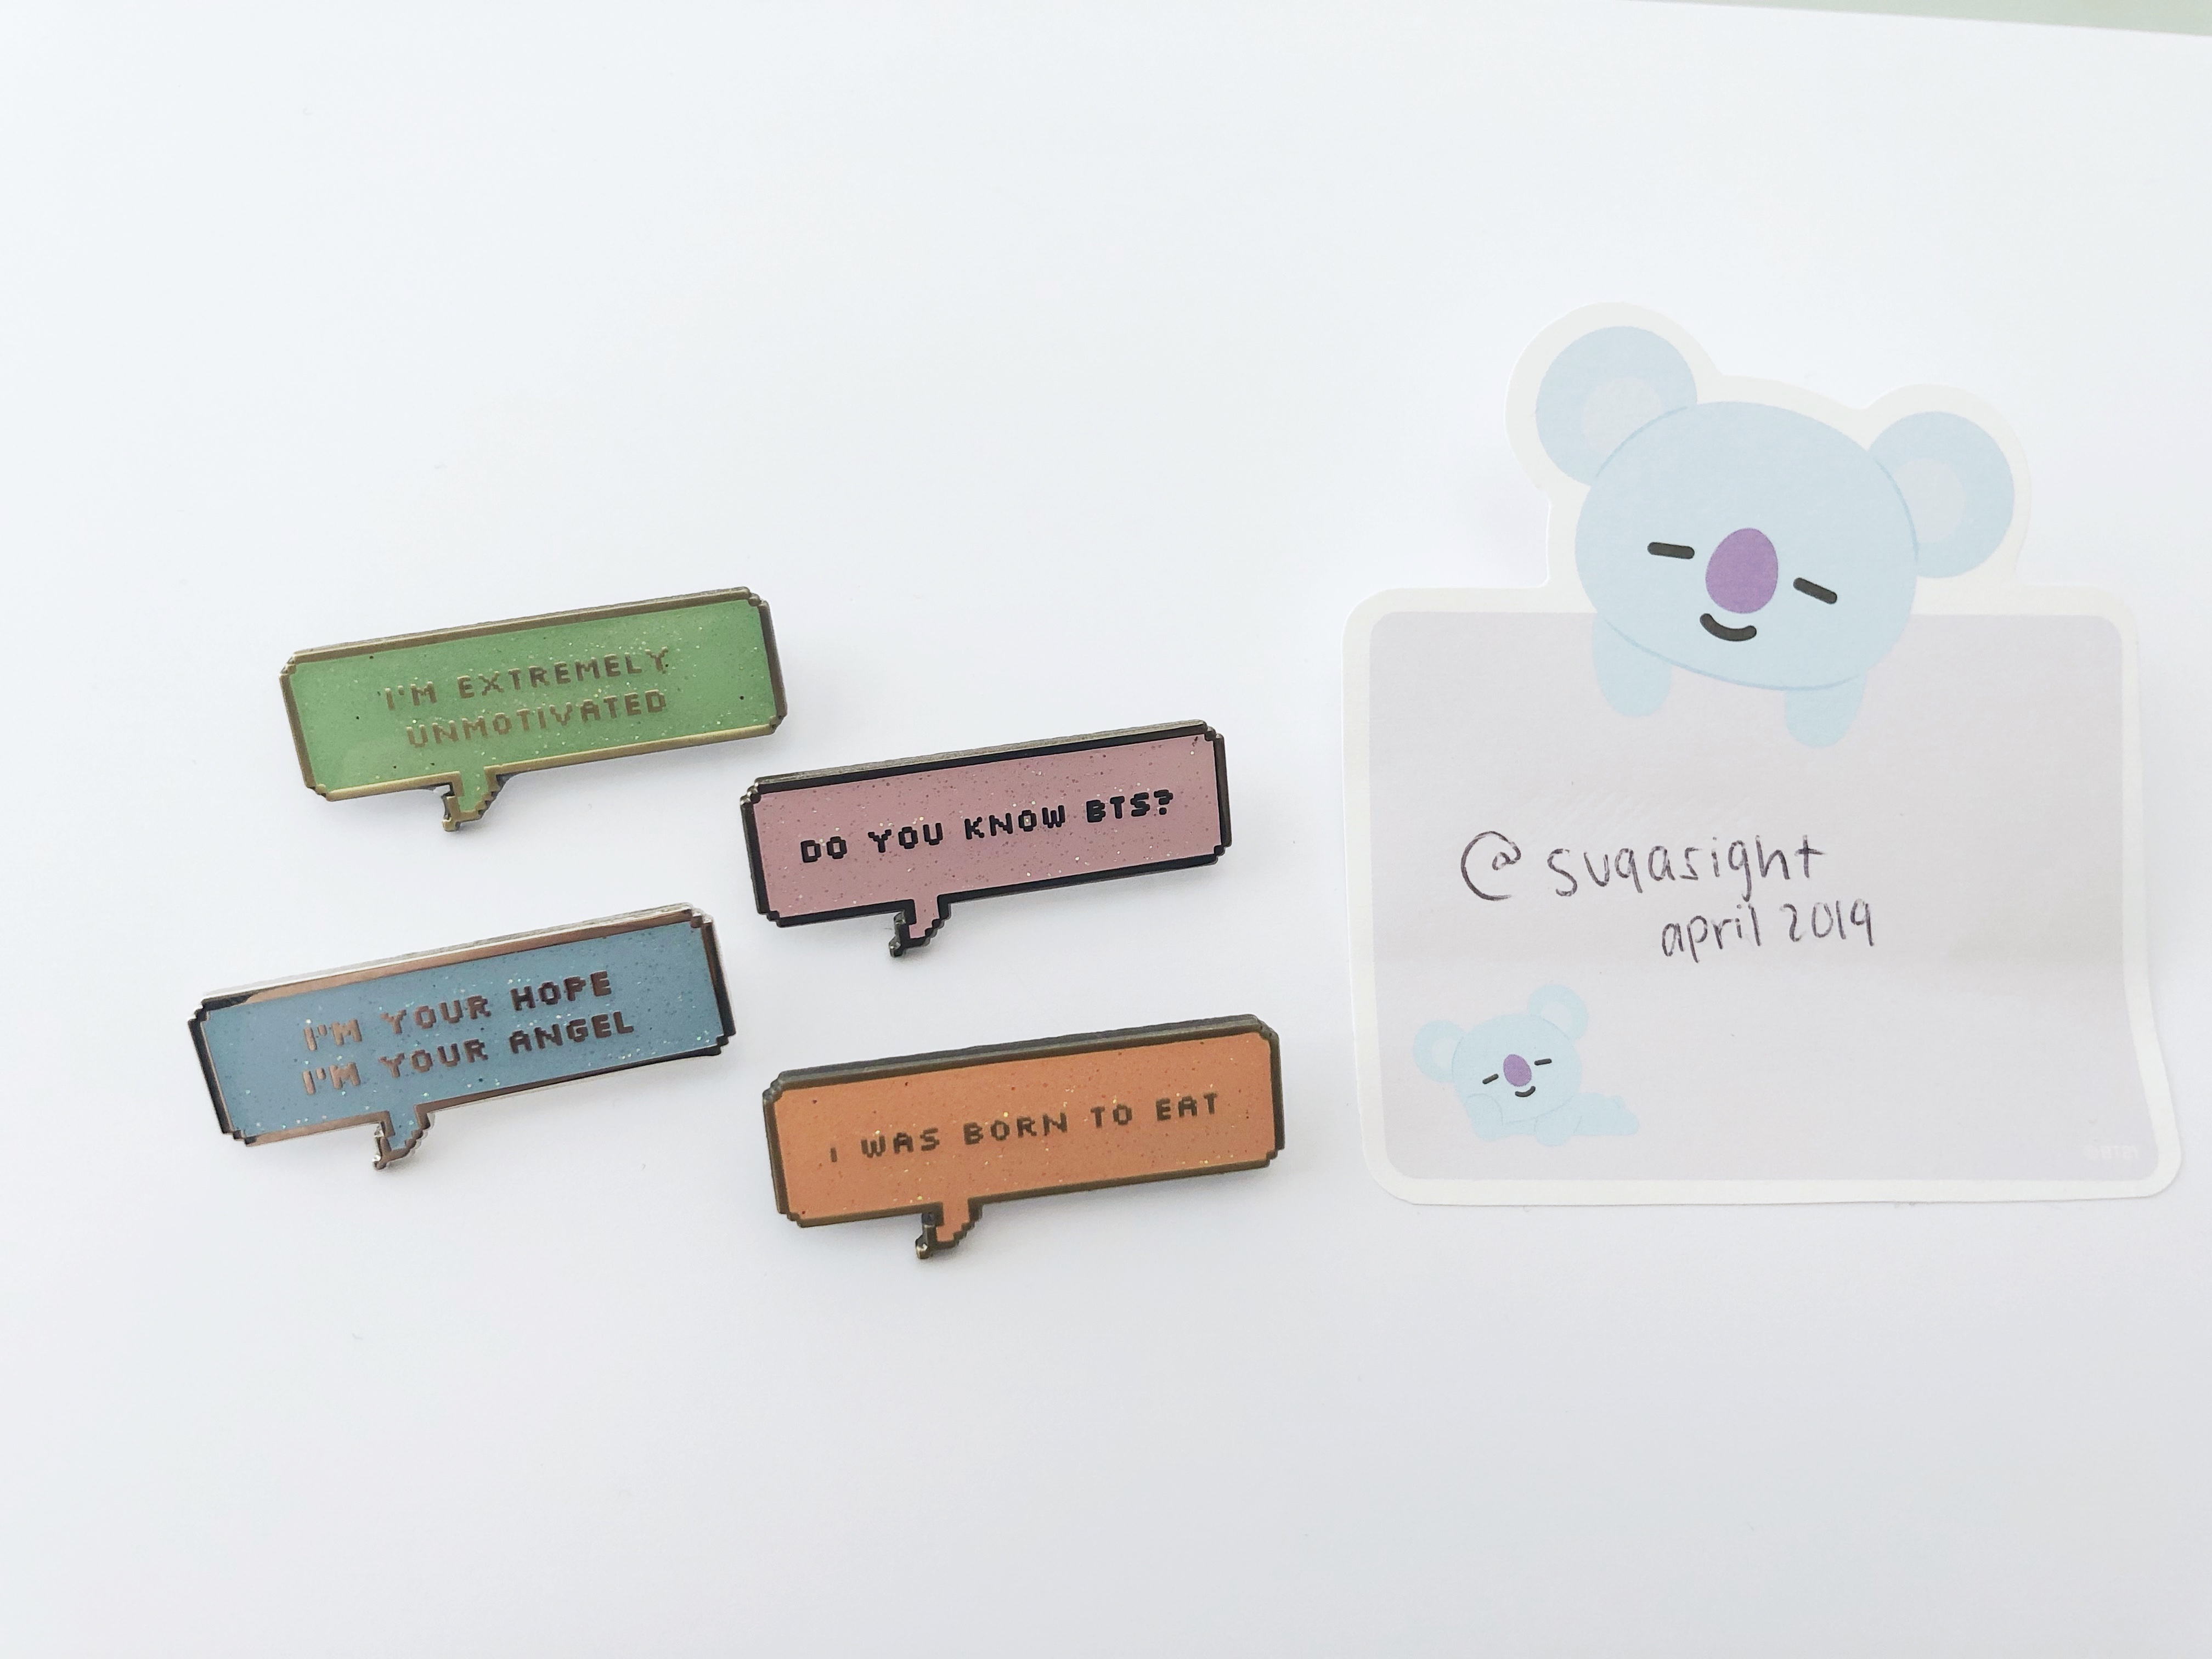 I'M EXTREMELY
UNMOTIVATED
DO YOU KNOW BTS?
I'M YOUR HOPE
I'M YOUR ANGEL
I WAS BORN TO EAT
@sugasight
april 2019